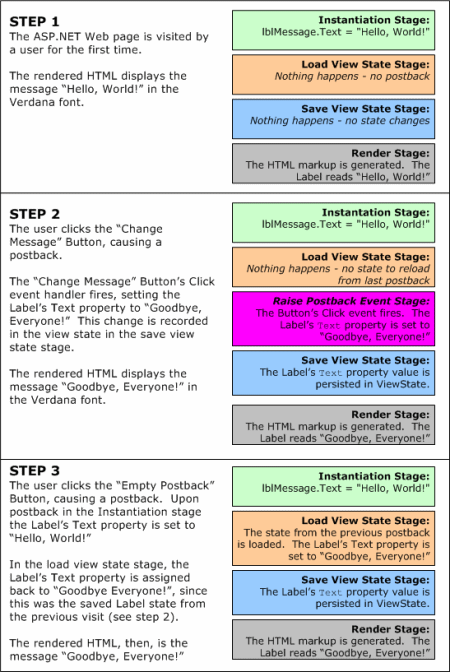 STEP 1
The ASP.NET Web page is visited by
a user for the first time.
The rendered HTML displays the
message “Hello, World!” in the
Verdana font.
Instantiation Stage:
lblMessage.Text = "Hello, World!"
Load View State Stage:
Nothing happens - no postback
Save View State Stage:
Nothing happens - no state changes
Render Stage:
The HTML markup is generated. The
Label reads “Hello, World!”
STEP 2
The user clicks the “Change
Message” Button, causing a
postback.
The “Change Message” Button’s Click
event handler fires, setting the
Label’s Text property to “Goodbye,
Everyone!” This change is recorded
in the view state in the save view
state stage.
The rendered HTML displays the
message “Goodbye, Everyone!” in
the Verdana font.
Instantation Stage:
lblMessage.Text = "Hello, World!"
Load View State Stage:
Nothing happens - no state to reload
from last postback
Raise Postback Event Stage:
The Button’s Click event fires. The
Label’s Text property is set to
“Goodbye, Everyone!”
Save View State Stage:
The Label’s Text property value is
persisted in ViewState.
Render Stage:
The HTML markup is generated. The
Label reads “Goodbye, Everyone!”
STEP 3
The user clicks the “Empty Postback”
Button, causing a postback. Upon
postback in the Instantiation stage
the Label’s Text property is set to
“Hello, World!”
In the load view state stage, the
Label’s Text property is assigned
back to “Goodbye Everyone!”, since
this was the saved Label state from
the previous visit (see step 2).
The rendered HTML, then, is the
message “Goodbye, Everyone!”
Instantiation Stage:
lblMessage.Text = "Hello, World!"
Load View State Stage:
The state from the previous postback
is loaded. The Label’s Text property is
set to “Goodbye, Everyone!”
Save View State Stage:
The Label’s Text property value is
persisted in ViewState.
Render Stage:
The HTML markup is generated. The
Label reads “Goodbye, Everyone!”